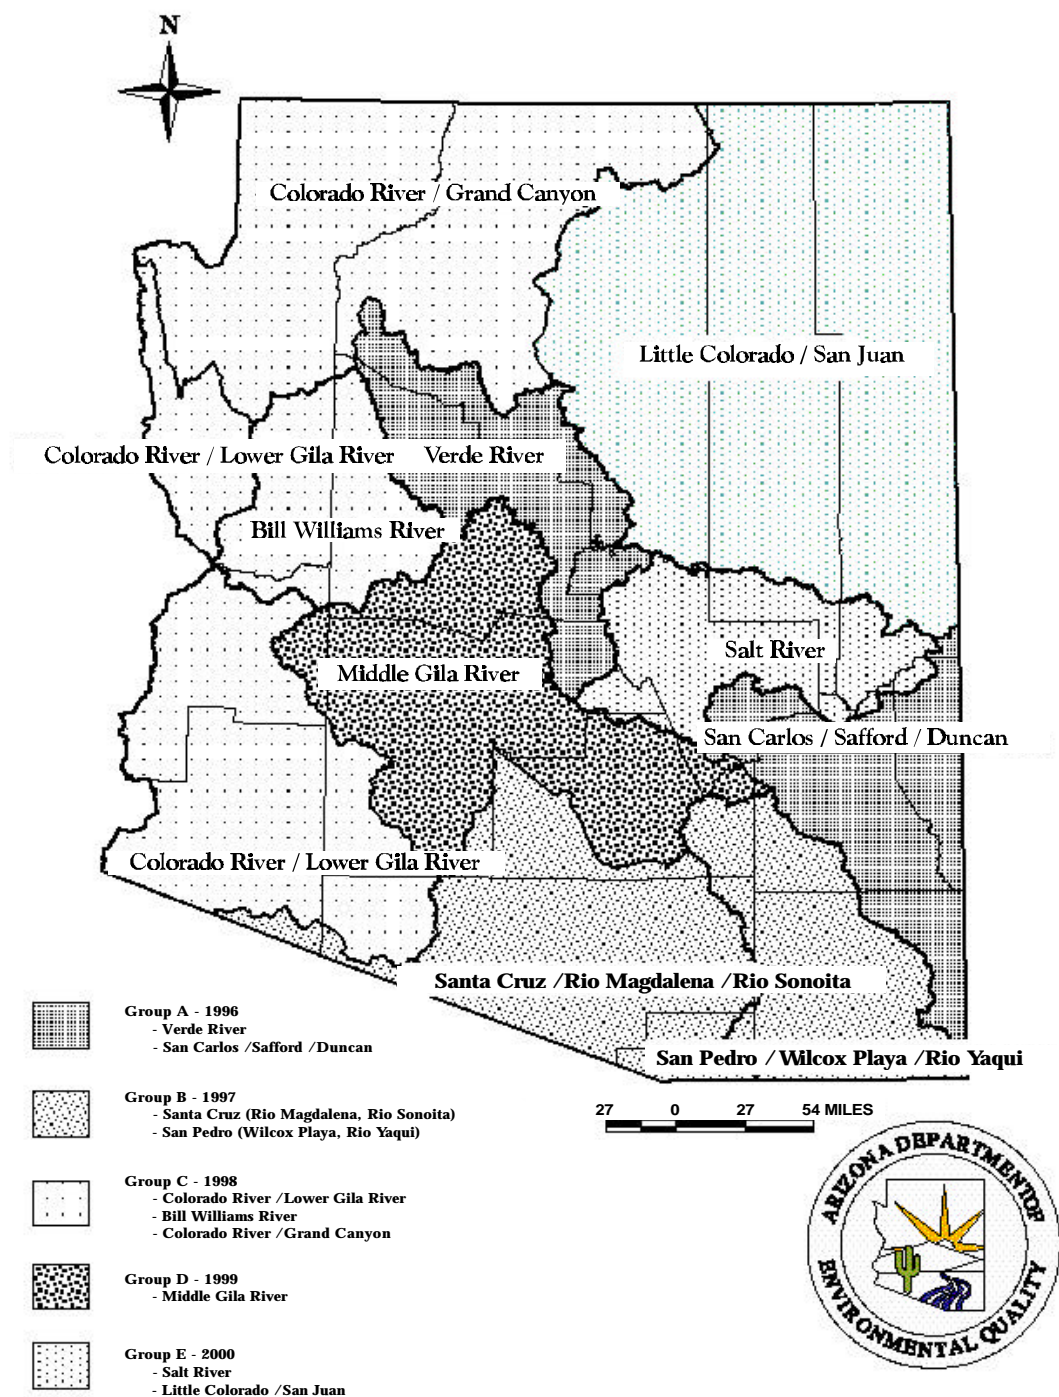 N
Colorado River / Grand Canyon
Little Colorado / San Juan
Colorado River / Lower Gila River
Verde River
Bill Williams River
Salt River
Middle Gila River
San Carlos / Safford / Duncan
Colorado River / Lower Gila River
Santa Cruz /Rio Magdalena /Rio Sonoita
San Pedro /Wilcox Playa /Rio Yaqui
Group A - 1996
- Verde River
- San Carlos /Safford /Duncan
Group B - 1997
- Santa Cruz (Rio Magdalena, Rio Sonoita)
- San Pedro (Wilcox Playa, Rio Yaqui)
Group C - 1998
- Colorado River /Lower Gila River
- Bill Williams River
- Colorado River /Grand Canyon
Group D - 1999
- Middle Gila River
Group E - 2000
- Salt River
- Little Colorado /San Juan
27 0 27 54 MILES
ARIZONA DEPARTMENTOF
ENVIRONMENTAL QUALITY